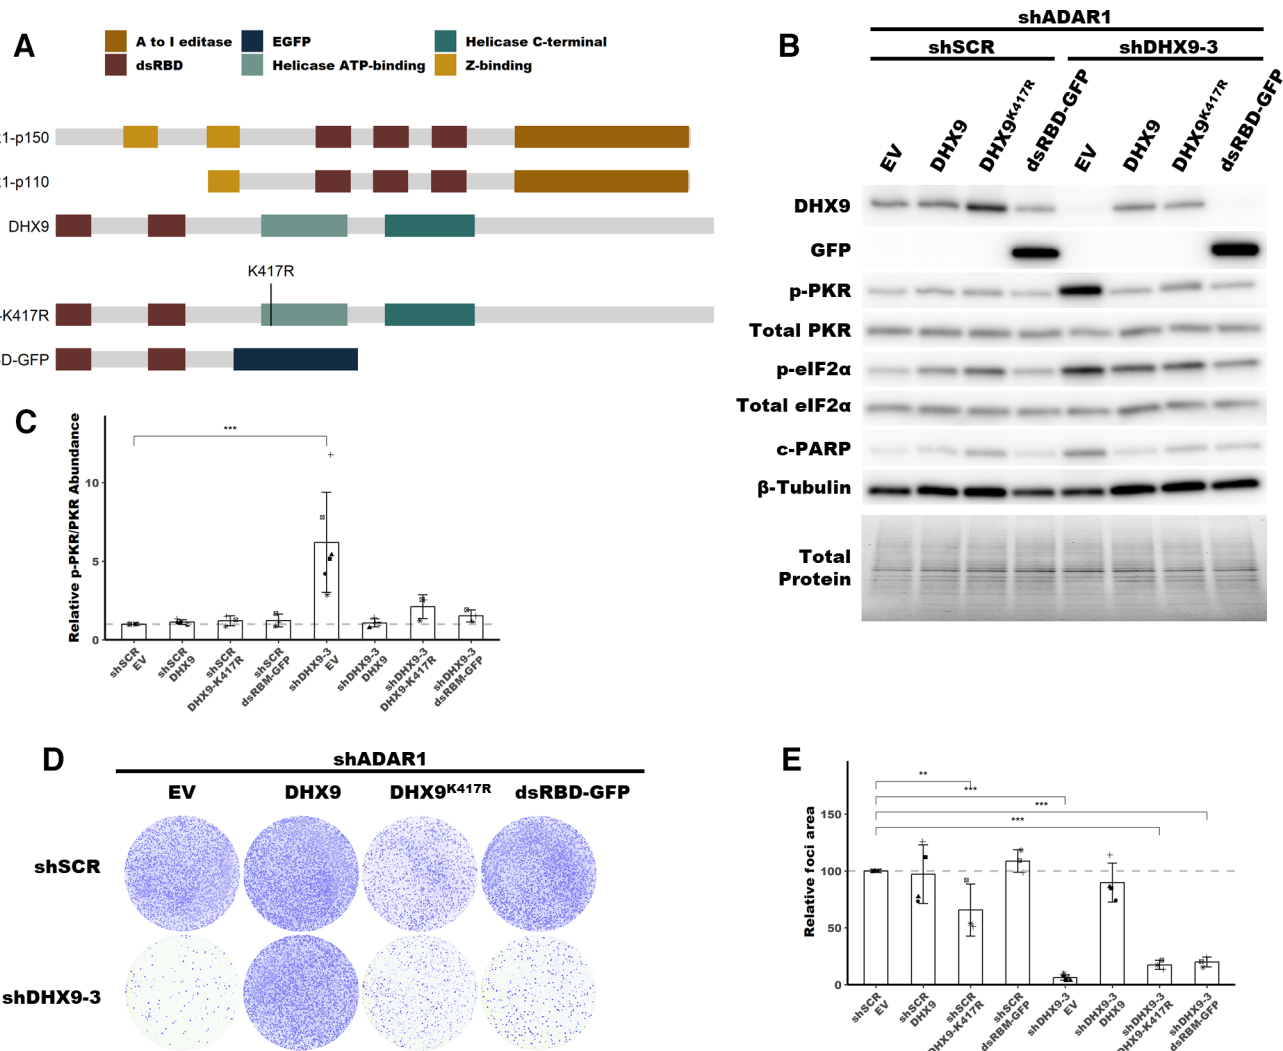 A
A to I editase
EGFP
Helicase C-terminal
dsRBD
Helicase ATP-binding
Z-binding
1-p150
1-p110
DHX9
K417R
-K417R
D-GFP
B
shADAR1
shSCR
shDHX9-3
EV
DHX9
DHX9K417R
dsRBD-GFP
EV
DHX9
DHX9K417R
dsRBD-GFP
DHX9
GFP
p-PKR
Total PKR
p-eIF2α
Total eIF2α
c-PARP
β-Tubulin
Total
Protein
C
Relative p-PKR/PKR Abundance
10
5
0
***
shSCR
EV
shSCR
DHX9
shSCR
DHX9-K417R
shSCR
dsRBM-GFP
shDHX9-3
EV
shDHX9-3
DHX9
shDHX9-3
DHX9-K417R
shDHX9-3
dsRBM-GFP
D
shADAR1
EV
DHX9
DHX9K417R
dsRBD-GFP
shSCR
shDHX9-3
E
Relative foci area
150
100
50
0
**
***
***
***
shSCR
EV
shSCR
DHX9
shSCR
DHX9-K417R
shSCR
dsRBM-GFP
shDHX9-3
EV
shDHX9-3
DHX9
shDHX9-3
DHX9-K417R
shDHX9-3
dsRBM-GFP